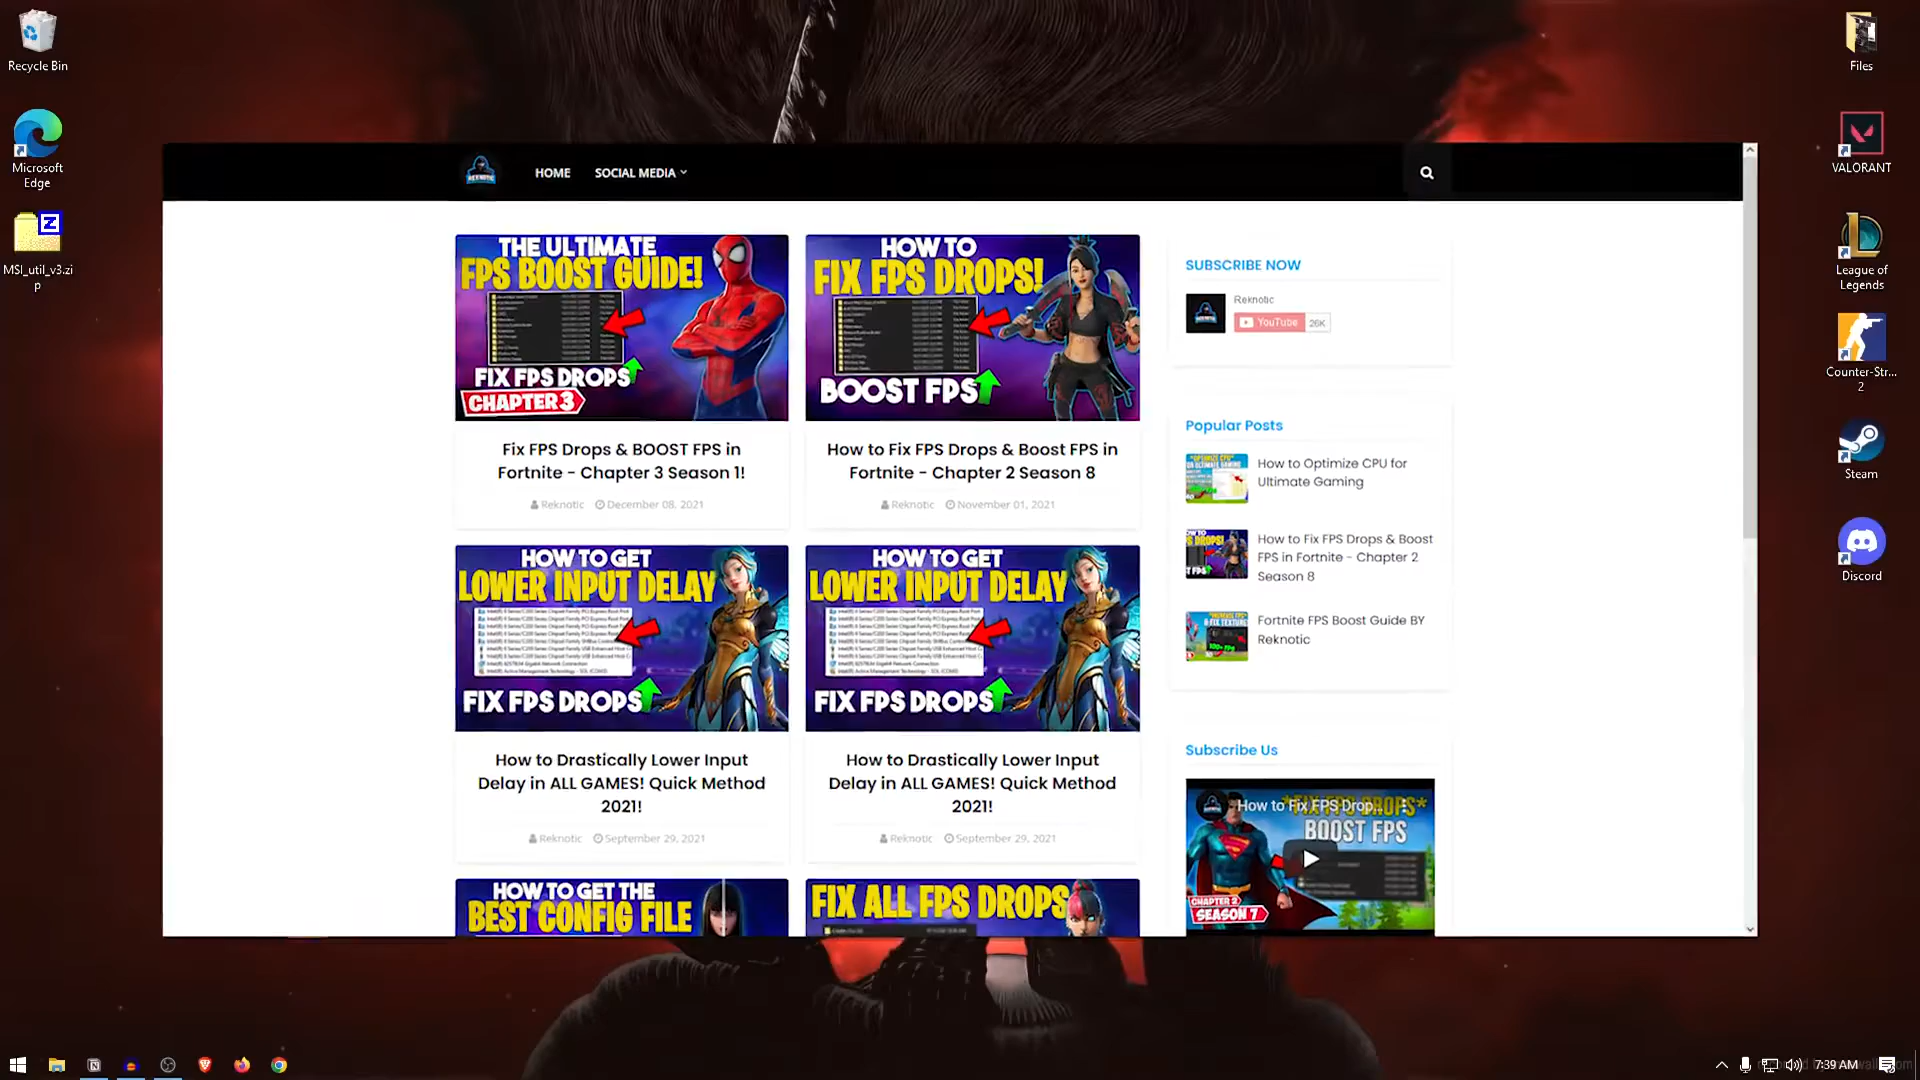 Recycle Bin
Microsoft
Edge
MSI_util_v3.zi
p
Files
VALORANT
League of
Legends
Counter-Str...
2
Steam
Discord
HOME
SOCIAL MEDIA
THE ULTIMATE
FPS BOOST GUIDE!
FIX FPS DROPS
CHAPTER 3
Fix FPS Drops & BOOST FPS in
Fortnite - Chapter 3 Season 1!
Reknotic December 08, 2021
HOW TO
FIX FPS DROPS!
BOOST FPS
How to Fix FPS Drops & Boost FPS in
Fortnite - Chapter 2 Season 8
Reknotic November 01, 2021
HOW TO GET
LOWER INPUT DELAY
FIX FPS DROPS
How to Drastically Lower Input
Delay in ALL GAMES! Quick Method
2021!
Reknotic September 29, 2021
HOW TO GET
LOWER INPUT DELAY
FIX FPS DROPS
How to Drastically Lower Input
Delay in ALL GAMES! Quick Method
2021!
Reknotic September 29, 2021
HOW TO GET THE
BEST CONFIG FILE
FIX ALL FPS DROPS
SUBSCRIBE NOW
Reknotic
YouTube 26K
Popular Posts
How to Optimize CPU for
Ultimate Gaming
How to Fix FPS Drops & Boost
FPS in Fortnite - Chapter 2
Season 8
Fortnite FPS Boost Guide BY
Reknotic
Subscribe Us
How to Fix FPS Drop...
*FIX FPS DROPS*
BOOST FPS
CHAPTER 2
SEASON 7
7:39 AM